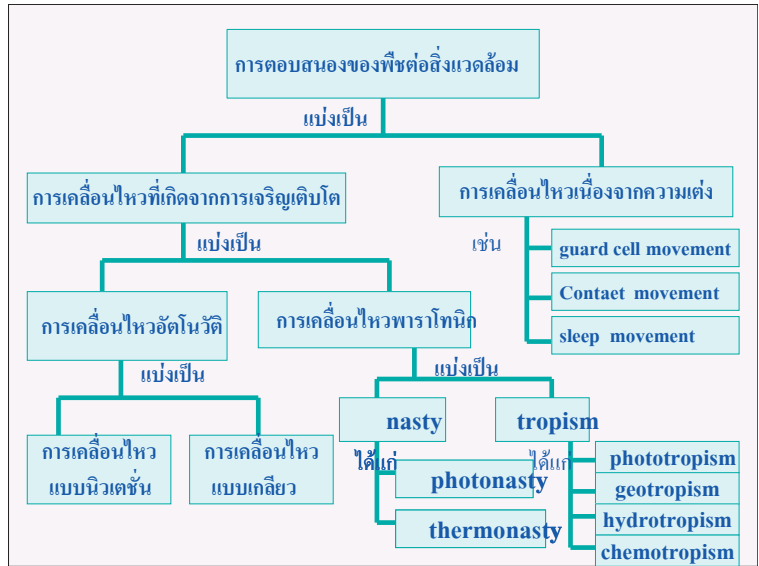 การตอบสนองของพืชต่อสิ่งแวดล้อม
แบ่งเป็น
การเคลื่อนไหวที่เกิดจากการเจริญเติบโต
การเคลื่อนไหวเนื่องจากความเต่ง
แบ่งเป็น
เช่น
guard cell movement
Contaet movement
sleep movement
การเคลื่อนไหวอัตโนวัติ
การเคลื่อนไหวพาราโทนิก
แบ่งเป็น
แบ่งเป็น
nasty
tropism
การเคลื่อนไหว
แบบนิวเตชั่น
การเคลื่อนไหว
แบบเกลียว
ได้แก่
ได้แก่
photonasty
thermonasty
phototropism
geotropism
hydrotropism
chemotropism